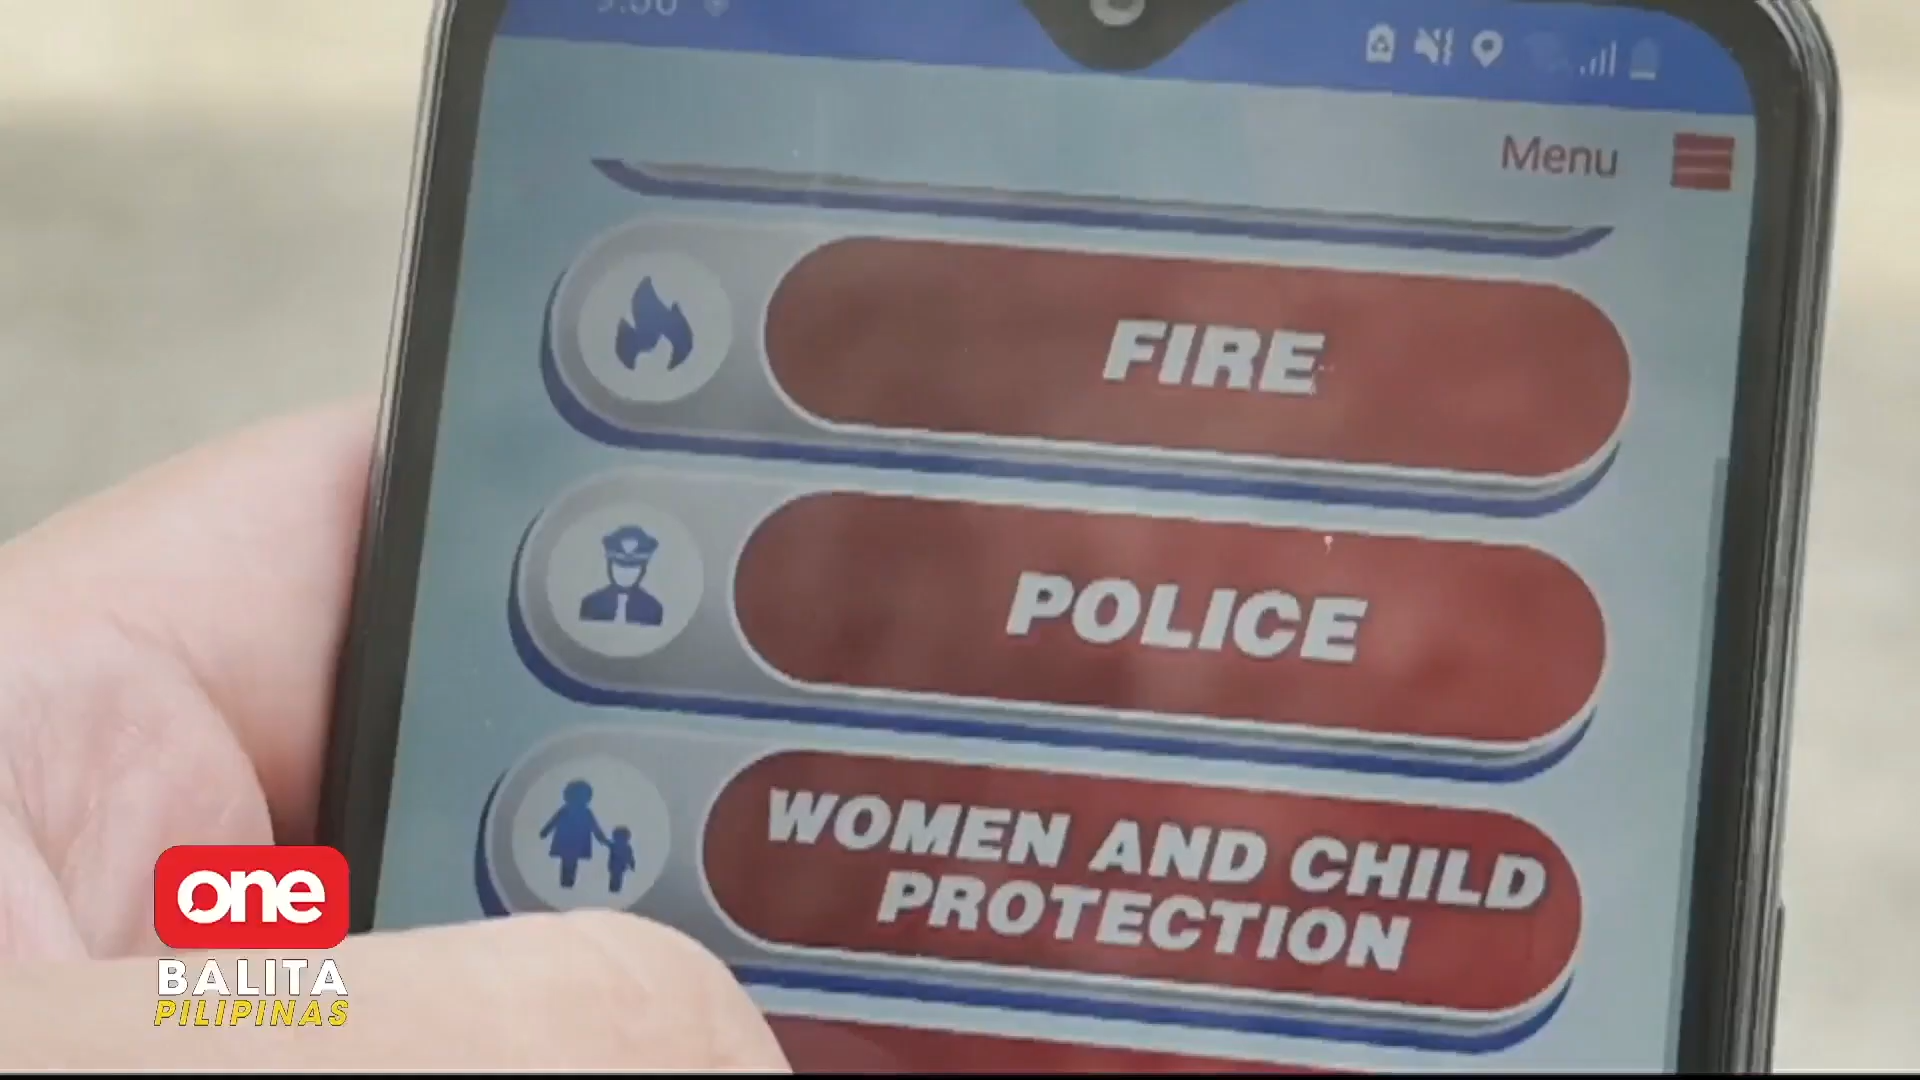 Menu
FIRE
POLICE
WOMEN AND CHILD
PROTECTION
one
BALITA
PILIPINAS